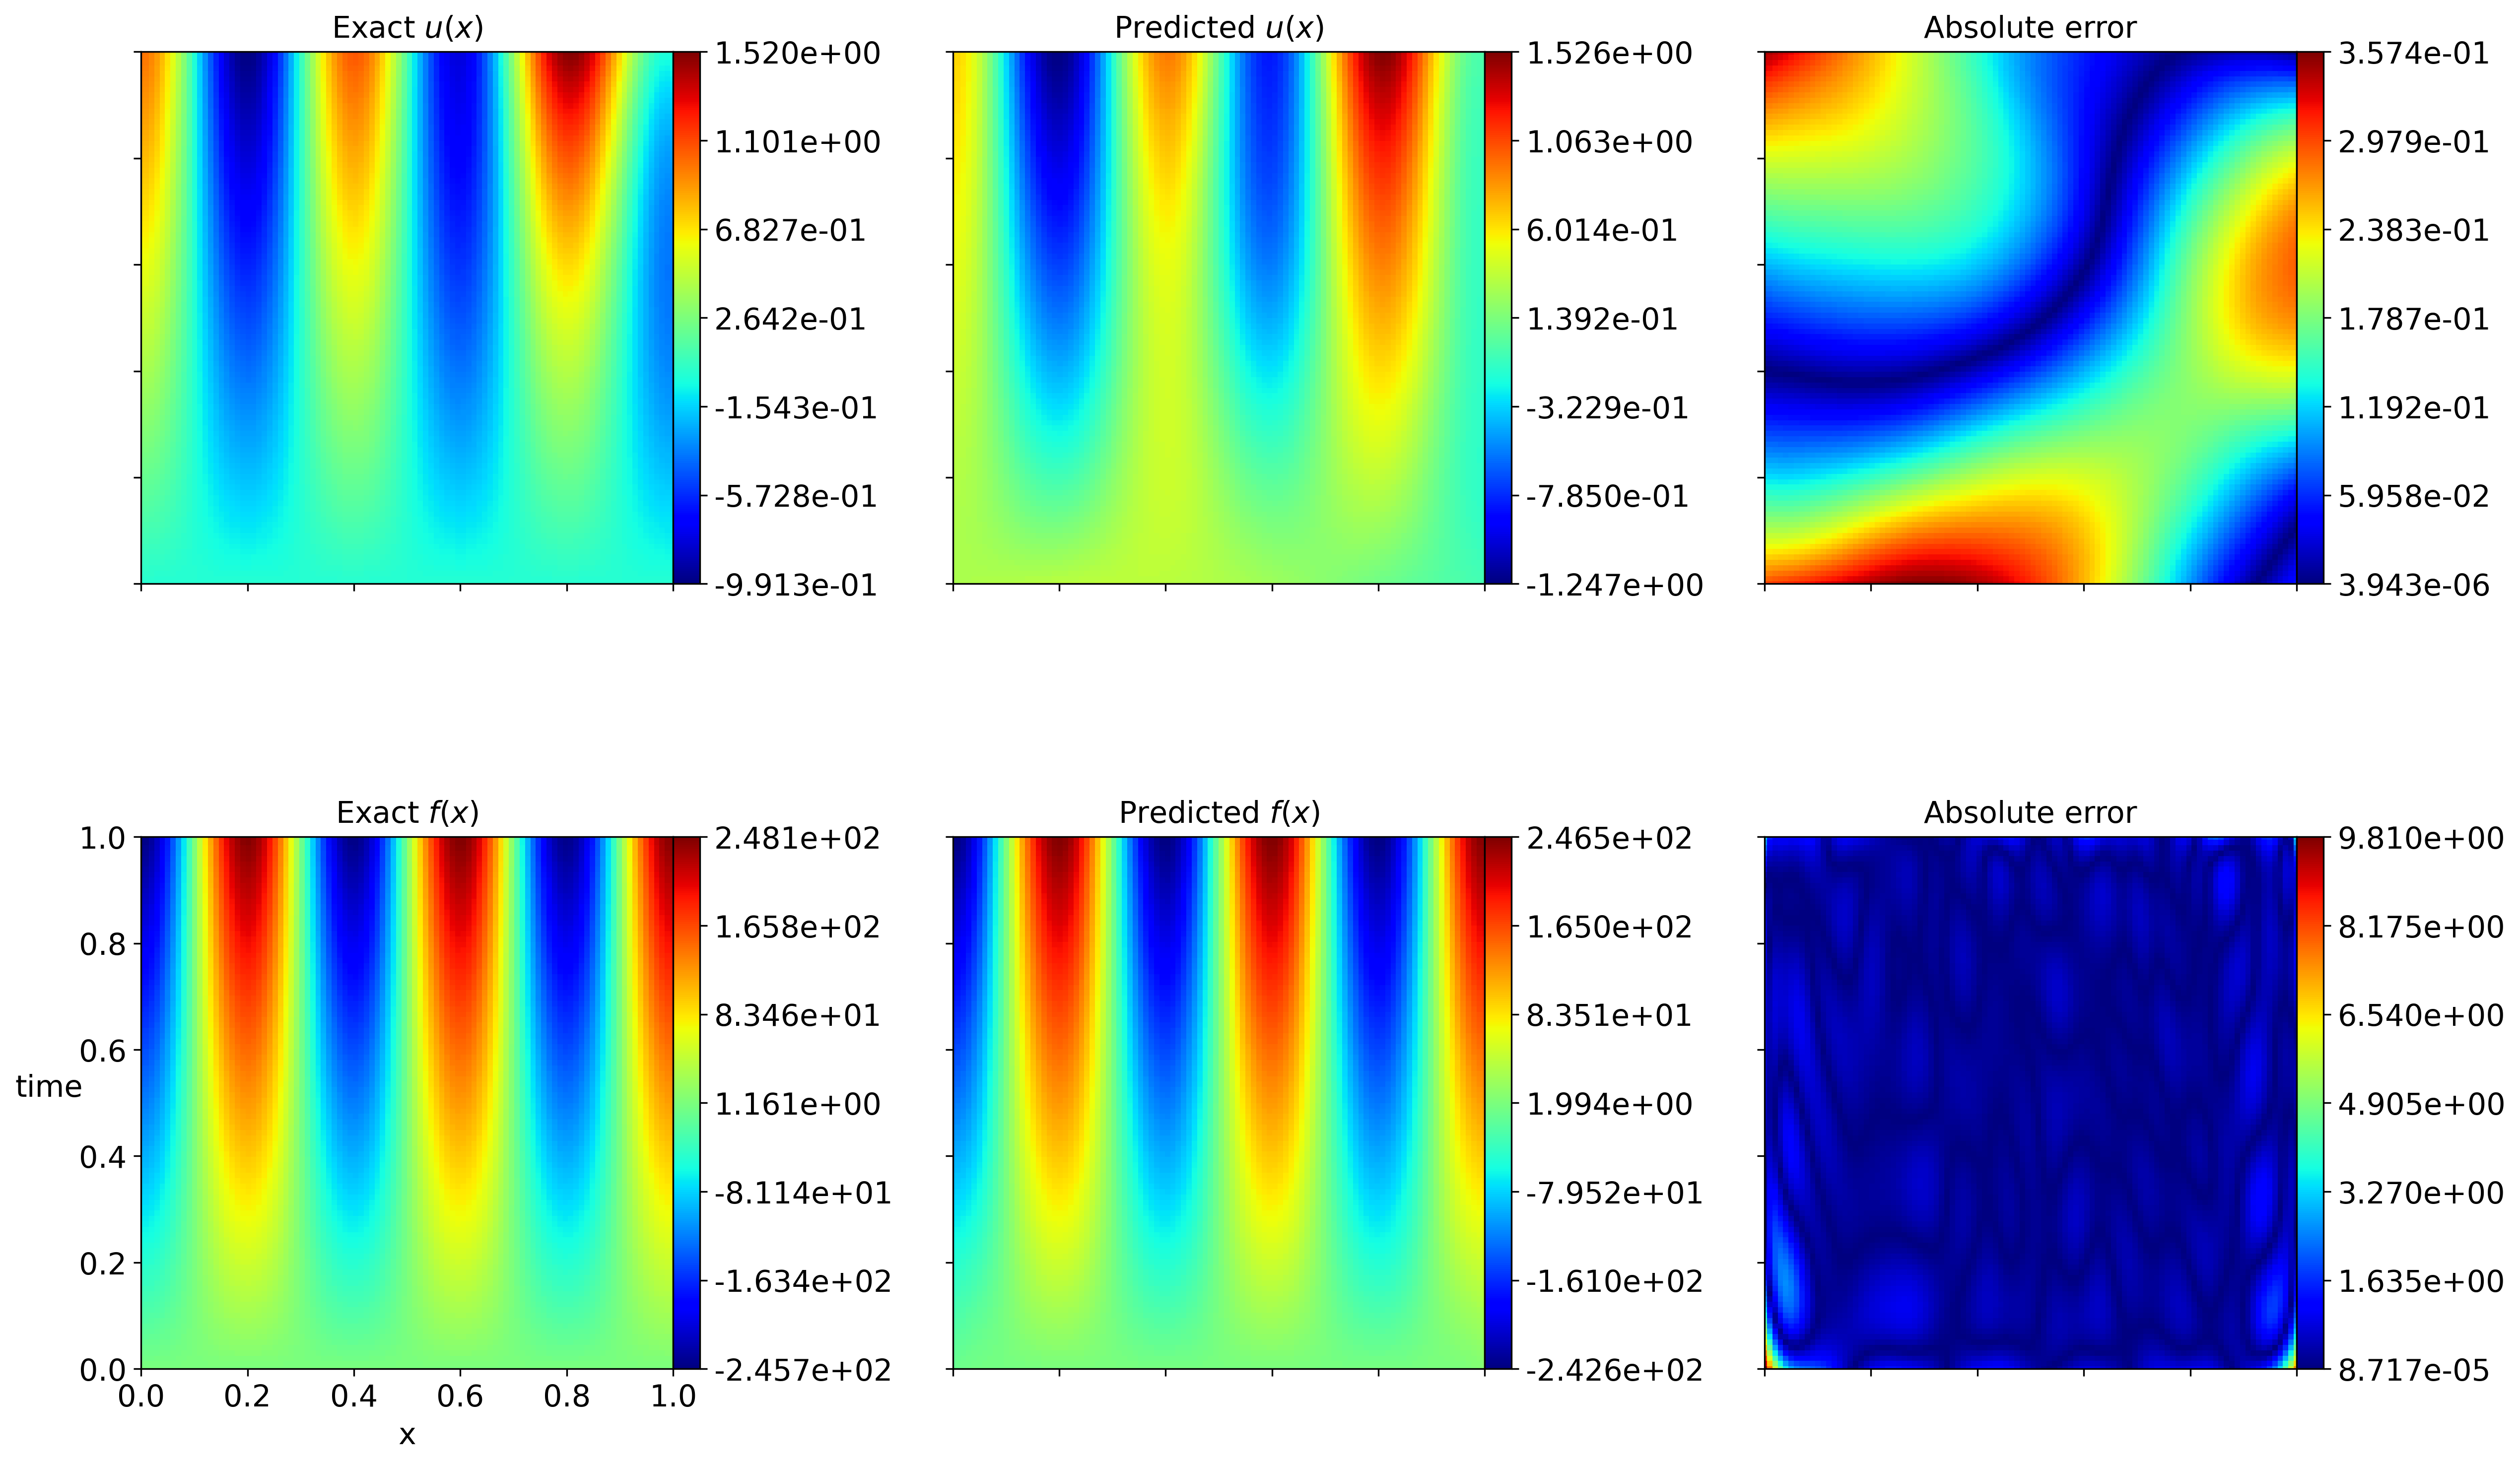 Exact u(x)
1.520e+00
1.101e+00
6.827e-01
2.642e-01
-1.543e-01
-5.728e-01
-9.913e-01
Predicted u(x)
1.526e+00
1.063e+00
6.014e-01
1.392e-01
-3.229e-01
-7.850e-01
-1.247e+00
Absolute error
3.574e-01
2.979e-01
2.383e-01
1.787e-01
1.192e-01
5.958e-02
3.943e-06
Exact f(x)
time
1.0
0.8
0.6
0.4
0.2
0.0
0.0 0.2 0.4 0.6 0.8 1.0
x
2.481e+02
1.658e+02
8.346e+01
1.161e+00
-8.114e+01
-1.634e+02
-2.457e+02
Predicted f(x)
2.465e+02
1.650e+02
8.351e+01
1.994e+00
-7.952e+01
-1.610e+02
-2.426e+02
Absolute error
9.810e+00
8.175e+00
6.540e+00
4.905e+00
3.270e+00
1.635e+00
8.717e-05